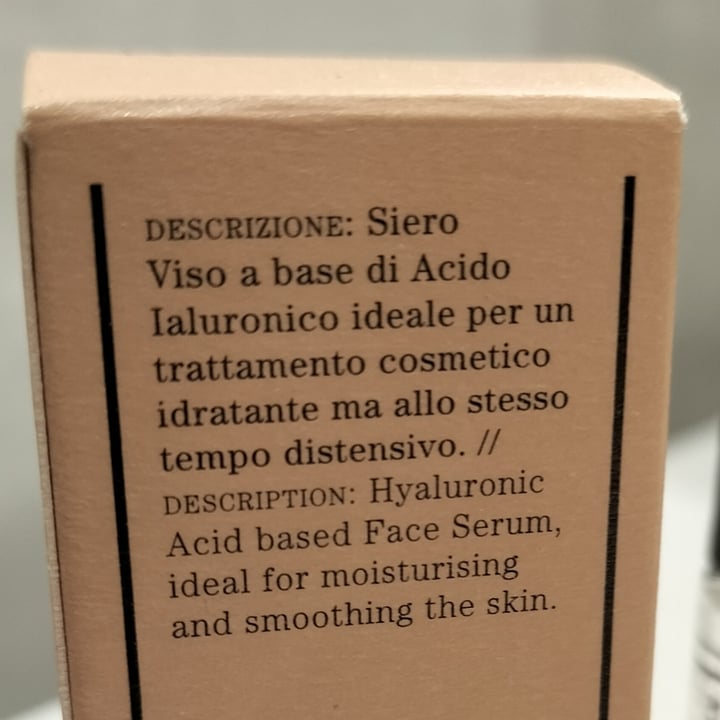 DESCRIZIONE: Siero
Viso a base di Acido
Ialuronico ideale per un
trattamento cosmetico
idratante ma allo stesso
tempo distensivo. //
DESCRIPTION: Hyaluronic
Acid based Face Serum,
ideal for moisturising
and smoothing the skin.